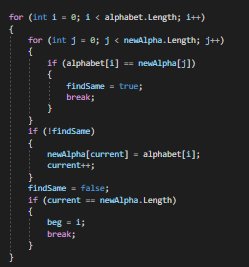 for (int i = 0; i < alphabet.Length; i++)
{
    for (int j = 0; j < newAlpha.Length; j++)
    {
        if (alphabet[i] == newAlpha[j])
        {
            findSame = true;
            break;
        }
    }
    if (!findSame)
    {
        newAlpha[current] = alphabet[i];
        current++;
    }
    findSame = false;
    if (current == newAlpha.Length)
    {
        beg = i;
        break;
    }
}